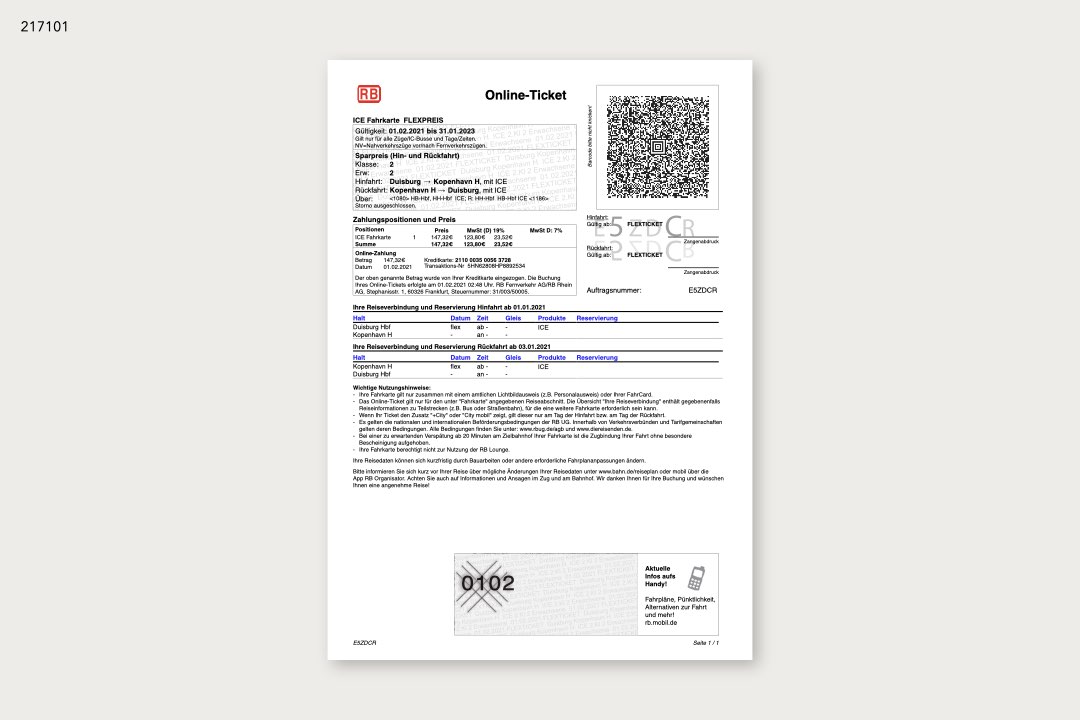 217101
RB
Online-Ticket
Barcode bitte nicht knicken!
ICE Fahrkarte FLEXPREIS
Gültigkeit: 01.02.2021 bis 31.01.2023
Gilt nur für alle Züge/IC-Busse und Tage/Zeiten.
NV=Nahverkehrszüge vor/nach Fernverkehrszügen.
Sparpreis (Hin- und Rückfahrt)
Klasse: 2
Erw: 2
Hinfahrt: Duisburg → Kopenhavn H, mit ICE
Rückfahrt: Kopenhavn H → Duisburg, mit ICE
Über: <1080> HB-Hbf, HH-Hbf ICE; R: HH-Hbf HB-Hbf ICE <1186>
Storno ausgeschlossen.
Zahlungspositionen und Preis
Positionen Preis MwSt (D) 19% MwSt D: 7%
ICE Fahrkarte 1 147,32€ 123,80€ 23,52€
Summe 147,32€ 123,80€ 23,52€
Online-Zahlung
Betrag 147,32€ Kreditkarte: 2110 0035 0056 3728
Datum 01.02.2021 Transaktions-Nr 5HN62808HP8892534
Der oben genannte Betrag wurde von Ihrer Kreditkarte eingezogen. Die Buchung
Ihres Online-Tickets erfolgte am 01.02.2021 02:48 Uhr. RB Fernverkehr AG/RB Rhein
AG, Stephanisstr. 1, 60326 Frankfurt, Steuernummer: 31/003/50005.
E5ZDCR
Hinfahrt:
Gültig ab: FLEXTICKET
Zangenabdruck
Rückfahrt:
Gültig ab: FLEXTICKET
Zangenabdruck
Auftragsnummer: E5ZDCR
Ihre Reiseverbindung und Reservierung Hinfahrt ab 01.01.2021
Halt Datum Zeit Gleis Produkte Reservierung
Duisburg Hbf flex ab - - ICE
Kopenhavn H - an - -
Ihre Reiseverbindung und Reservierung Rückfahrt ab 03.01.2021
Halt Datum Zeit Gleis Produkte Reservierung
Kopenhavn H flex ab - - ICE
Duisburg Hbf - an - -
Wichtige Nutzungshinweise:
- Ihre Fahrkarte gilt nur zusammen mit einem amtlichen Lichtbildausweis (z.B. Personalausweis) oder Ihrer FahrCard.
- Das Online-Ticket gilt nur für den unter "Fahrkarte" angegebenen Reiseabschnitt. Die Übersicht "Ihre Reiseverbindung" enthält gegebenenfalls
Reiseinformationen zu Teilstrecken (z.B. Bus oder Straßenbahn), für die eine weitere Fahrkarte erforderlich sein kann.
- Wenn Ihr Ticket den Zusatz "+City" oder "City mobil" zeigt, gilt dieser nur am Tag der Hinfahrt bzw. am Tag der Rückfahrt.
- Es gelten die nationalen und internationalen Beförderungsbedingungen der RB UG. Innerhalb von Verkehrsverbünden und Tarifgemeinschaften
gelten deren Bedingungen. Alle Bedingungen finden Sie unter: www.rbug.de/agb und www.diereisenden.de.
- Bei einer zu erwartenden Verspätung ab 20 Minuten am Zielbahnhof Ihrer Fahrkarte ist die Zugbindung Ihrer Fahrt ohne besondere
Bescheinigung aufgehoben.
- Ihre Fahrkarte berechtigt nicht zur Nutzung der RB Lounge.
Ihre Reisedaten können sich kurzfristig durch Bauarbeiten oder andere erforderliche Fahrplananpassungen ändern.
Bitte informieren Sie sich kurz vor Ihrer Reise über mögliche Änderungen Ihrer Reisedaten unter www.bahn.de/reiseplan oder mobil über die
App RB Organisator. Achten Sie auch auf Informationen und Ansagen im Zug und am Bahnhof. Wir danken Ihnen für Ihre Buchung und wünschen
Ihnen eine angenehme Reise!
0102
Aktuelle
Infos aufs
Handy!
Fahrpläne, Pünktlichkeit,
Alternativen zur Fahrt
und mehr!
rb.mobil.de
E5ZDCR
Seite 1 / 1